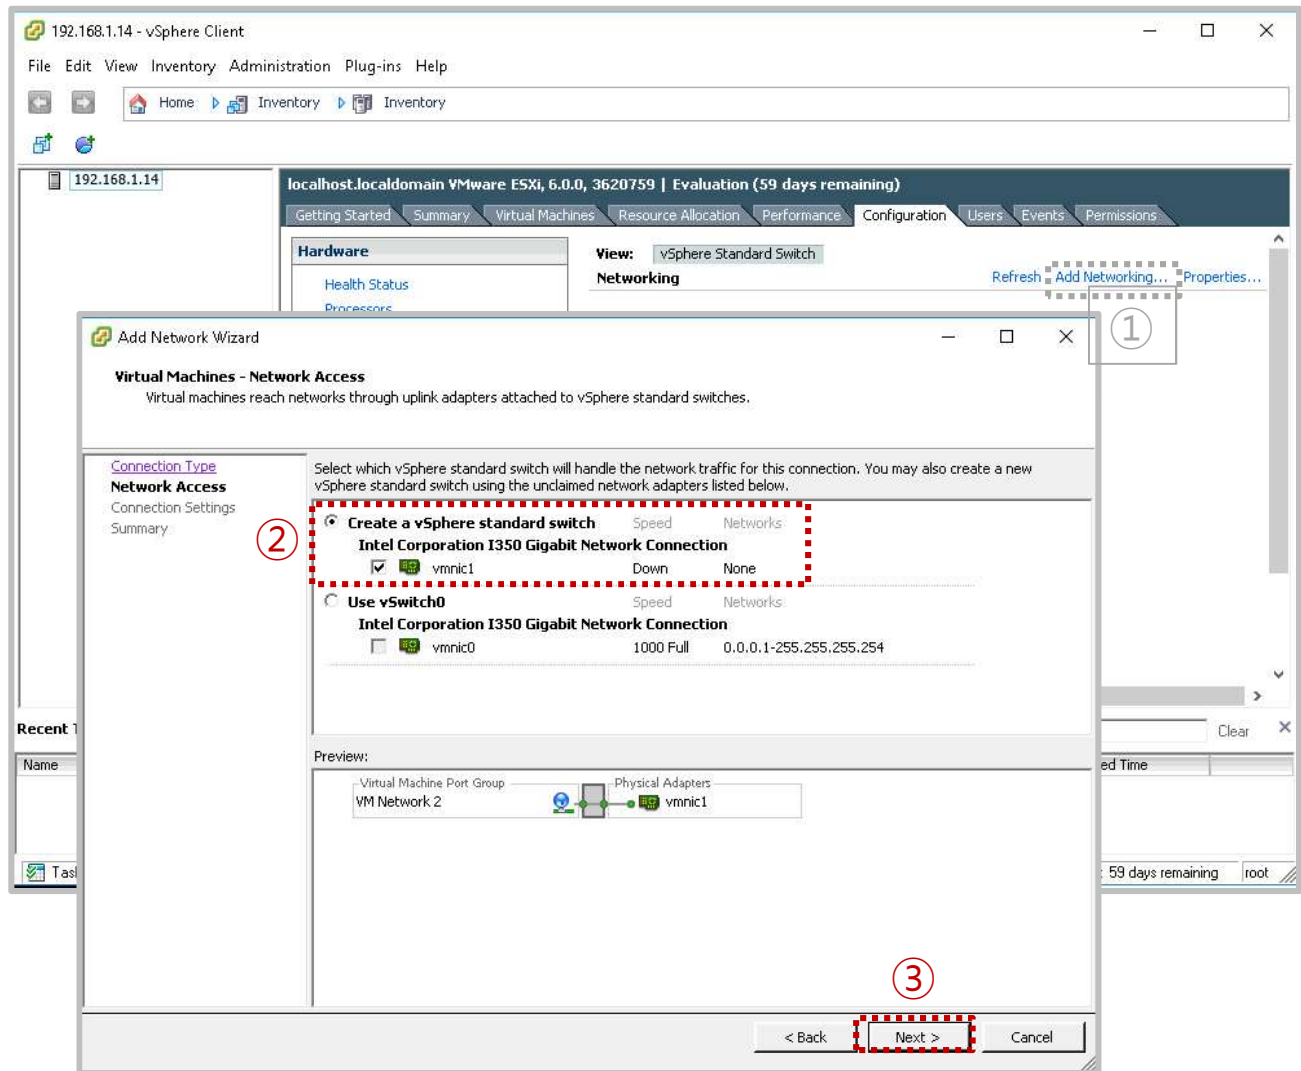 192.168.1.14 - vSphere Client
File Edit View Inventory Administration Plug-ins Help
Home Inventory Inventory
192.168.1.14
localhost.localdomain VMware ESXi, 6.0.0, 3620759 | Evaluation (59 days remaining)
Getting Started Summary Virtual Machines Resource Allocation Performance Configuration Users Events Permissions
Hardware
Health Status
Processors
View: vSphere Standard Switch
Networking
Refresh Add Networking... Properties...
①
Add Network Wizard
Virtual Machines - Network Access
Virtual machines reach networks through uplink adapters attached to vSphere standard switches.
Connection Type
Network Access
Connection Settings
Summary
Select which vSphere standard switch will handle the network traffic for this connection. You may also create a new
vSphere standard switch using the unclaimed network adapters listed below.
②
Create a vSphere standard switch Speed Networks
Intel Corporation I350 Gigabit Network Connection
vmnic1 Down None
Use vSwitch0 Speed Networks
Intel Corporation I350 Gigabit Network Connection
vmnic0 1000 Full 0.0.0.1-255.255.255.254
Preview:
Virtual Machine Port Group Physical Adapters
VM Network 2 vmnic1
③
< Back Next > Cancel
Recent
Clear
Name
ed Time
Tas
59 days remaining root